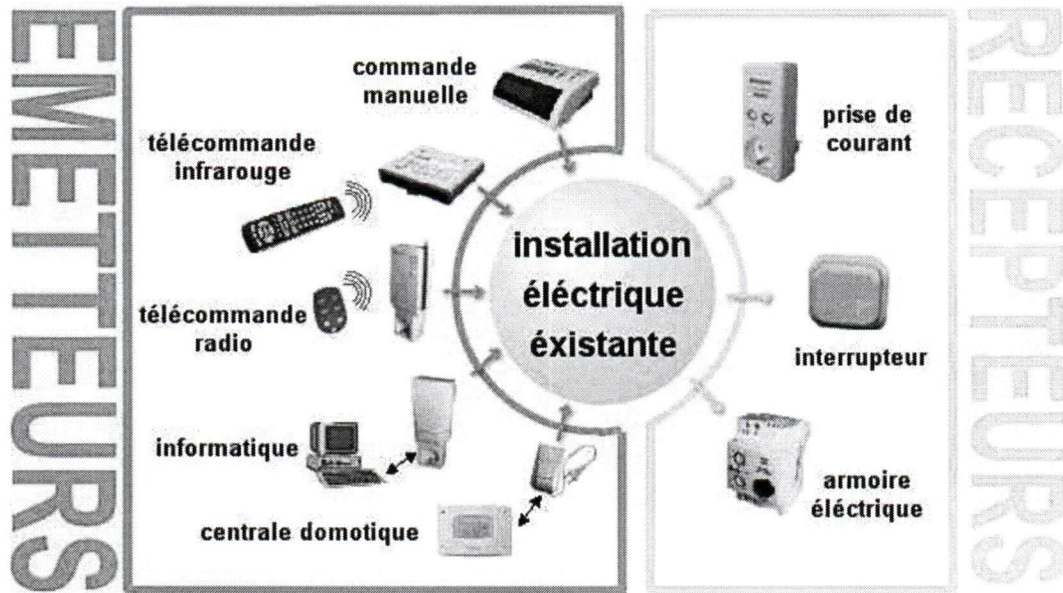 EMETTEURS
commande
manuelle
télécommande
infrarouge
télécommande
radio
informatique
centrale domotique
installation
éléctrique
éxistante
prise de
courant
interrupteur
armoire
éléctrique
RECEPTEURS